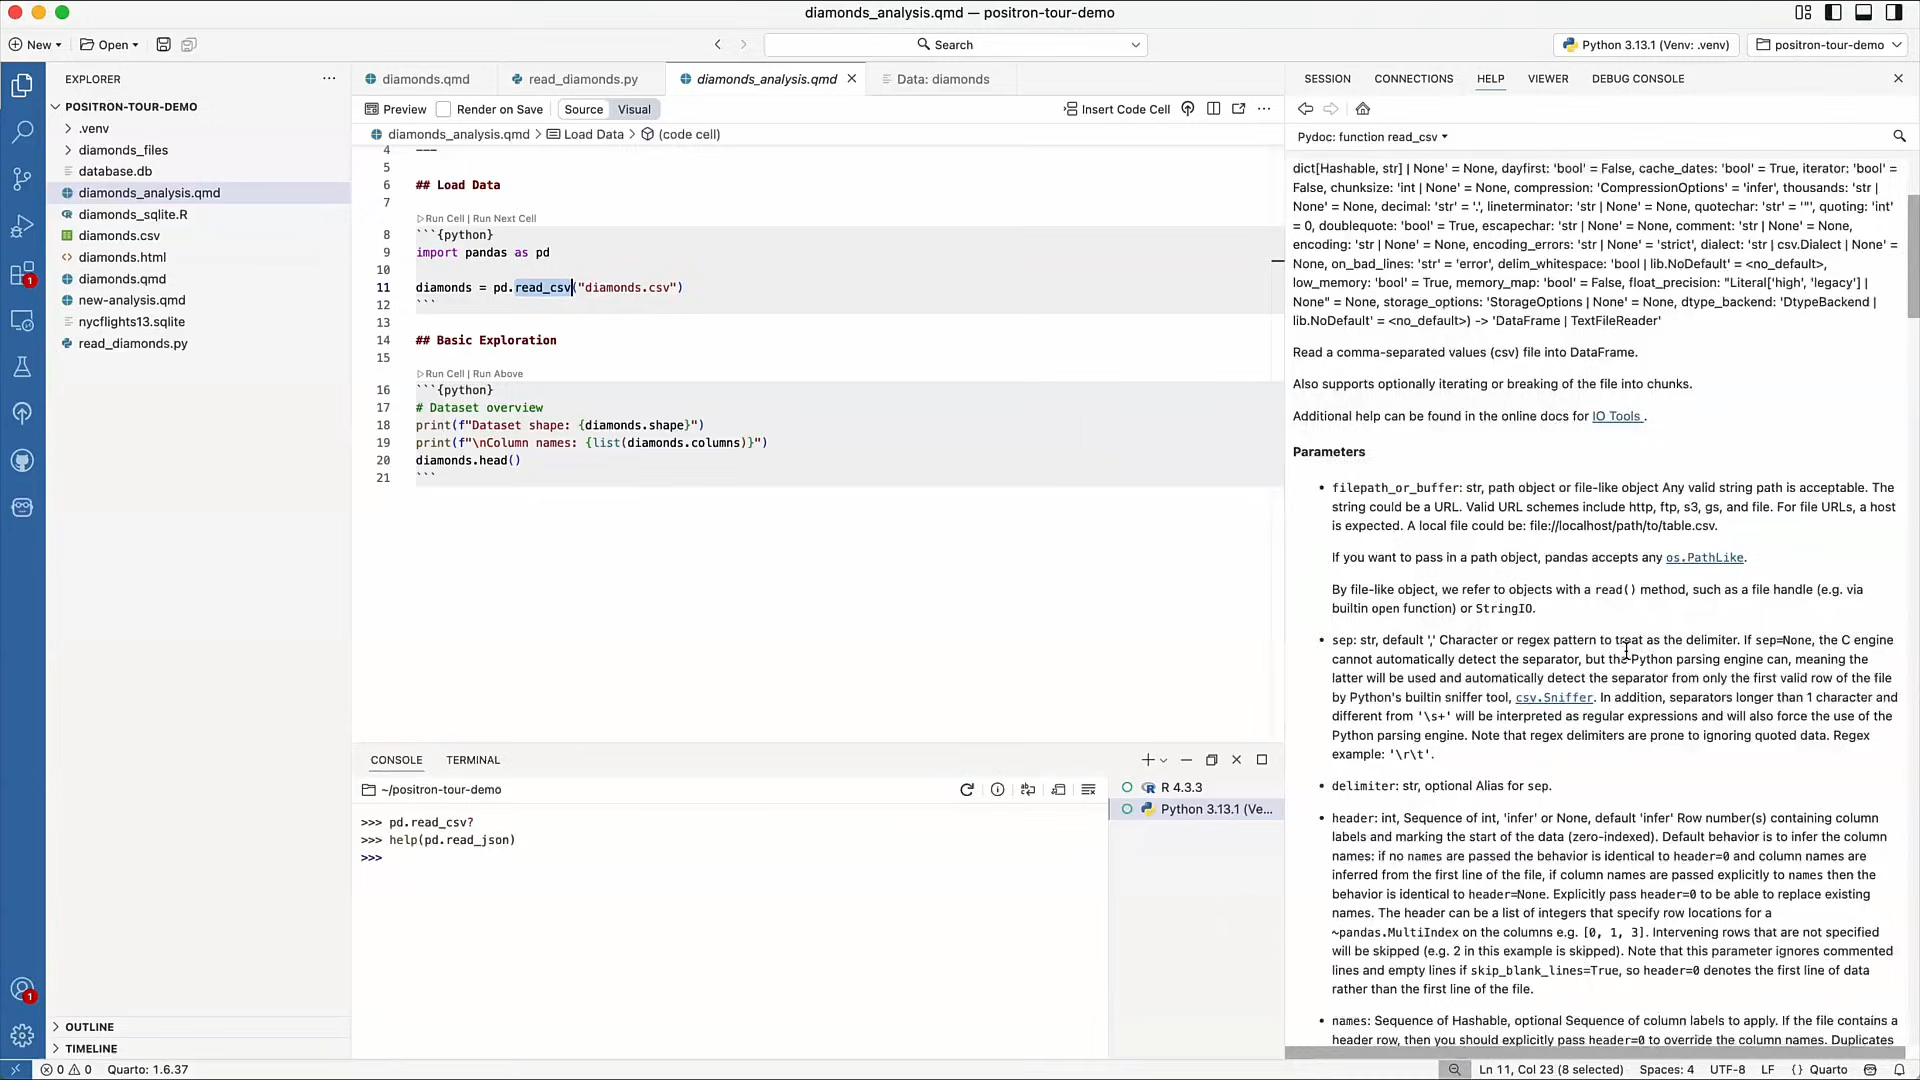 diamonds_analysis.qmd — positron-tour-demo
New
Open
Search
Python 3.13.1 (Venv: .venv)
positron-tour-demo
EXPLORER
POSITRON-TOUR-DEMO
.venv
diamonds_files
database.db
diamonds_analysis.qmd
diamonds_sqlite.R
diamonds.csv
diamonds.html
diamonds.qmd
new-analysis.qmd
nycflights13.sqlite
read_diamonds.py
OUTLINE
TIMELINE
diamonds.qmd
read_diamonds.py
diamonds_analysis.qmd
Data: diamonds
Preview
Render on Save
Source
Visual
Insert Code Cell
diamonds_analysis.qmd > Load Data > (code cell)
4 ---
5
6 ## Load Data
7
Run Cell | Run Next Cell
8 ```{python}
9 import pandas as pd
10
11 diamonds = pd.read_csv("diamonds.csv")
12 ```
13
14 ## Basic Exploration
15
Run Cell | Run Above
16 ```{python}
17 # Dataset overview
18 print(f"Dataset shape: {diamonds.shape}")
19 print(f"\nColumn names: {list(diamonds.columns)}")
20 diamonds.head()
21 ```
CONSOLE
TERMINAL
~/positron-tour-demo
>>> pd.read_csv?
>>> help(pd.read_json)
>>>
R 4.3.3
Python 3.13.1 (Ve...
SESSION
CONNECTIONS
HELP
VIEWER
DEBUG CONSOLE
Pydoc: function read_csv
dict[Hashable, str] | None' = None, dayfirst: 'bool' = False, cache_dates: 'bool' = True, iterator: 'bool' =
False, chunksize: 'int | None' = None, compression: 'CompressionOptions' = 'infer', thousands: 'str |
None' = None, decimal: 'str' = '.', lineterminator: 'str | None' = None, quotechar: 'str' = '"', quoting: 'int'
= 0, doublequote: 'bool' = True, escapechar: 'str | None' = None, comment: 'str | None' = None,
encoding: 'str | None' = None, encoding_errors: 'str | None' = 'strict', dialect: 'str | csv.Dialect | None' =
None, on_bad_lines: 'str' = 'error', delim_whitespace: 'bool | lib.NoDefault' = <no_default>,
low_memory: 'bool' = True, memory_map: 'bool' = False, float_precision: "Literal['high', 'legacy'] |
None" = None, storage_options: 'StorageOptions | None' = None, dtype_backend: 'DtypeBackend |
lib.NoDefault' = <no_default>) -> 'DataFrame | TextFileReader'
Read a comma-separated values (csv) file into DataFrame.
Also supports optionally iterating or breaking of the file into chunks.
Additional help can be found in the online docs for IO Tools .
Parameters
• filepath_or_buffer: str, path object or file-like object Any valid string path is acceptable. The
string could be a URL. Valid URL schemes include http, ftp, s3, gs, and file. For file URLs, a host
is expected. A local file could be: file://localhost/path/to/table.csv.
If you want to pass in a path object, pandas accepts any os.PathLike.
By file-like object, we refer to objects with a read() method, such as a file handle (e.g. via
builtin open function) or StringIO.
• sep: str, default ',' Character or regex pattern to treat as the delimiter. If sep=None, the C engine
cannot automatically detect the separator, but the Python parsing engine can, meaning the
latter will be used and automatically detect the separator from only the first valid row of the file
by Python's builtin sniffer tool, csv.Sniffer. In addition, separators longer than 1 character and
different from '\s+' will be interpreted as regular expressions and will also force the use of the
Python parsing engine. Note that regex delimiters are prone to ignoring quoted data. Regex
example: '\r\t'.
• delimiter: str, optional Alias for sep.
• header: int, Sequence of int, 'infer' or None, default 'infer' Row number(s) containing column
labels and marking the start of the data (zero-indexed). Default behavior is to infer the column
names: if no names are passed the behavior is identical to header=0 and column names are
inferred from the first line of the file, if column names are passed explicitly to names then the
behavior is identical to header=None. Explicitly pass header=0 to be able to replace existing
names. The header can be a list of integers that specify row locations for a
~pandas.MultiIndex on the columns e.g. [0, 1, 3]. Intervening rows that are not specified
will be skipped (e.g. 2 in this example is skipped). Note that this parameter ignores commented
lines and empty lines if skip_blank_lines=True, so header=0 denotes the first line of data
rather than the first line of the file.
• names: Sequence of Hashable, optional Sequence of column labels to apply. If the file contains a
header row, then you should explicitly pass header=0 to override the column names. Duplicates
1
1
0 0 Quarto: 1.6.37
Ln 11, Col 23 (8 selected)
Spaces: 4
UTF-8
LF
{} Quarto